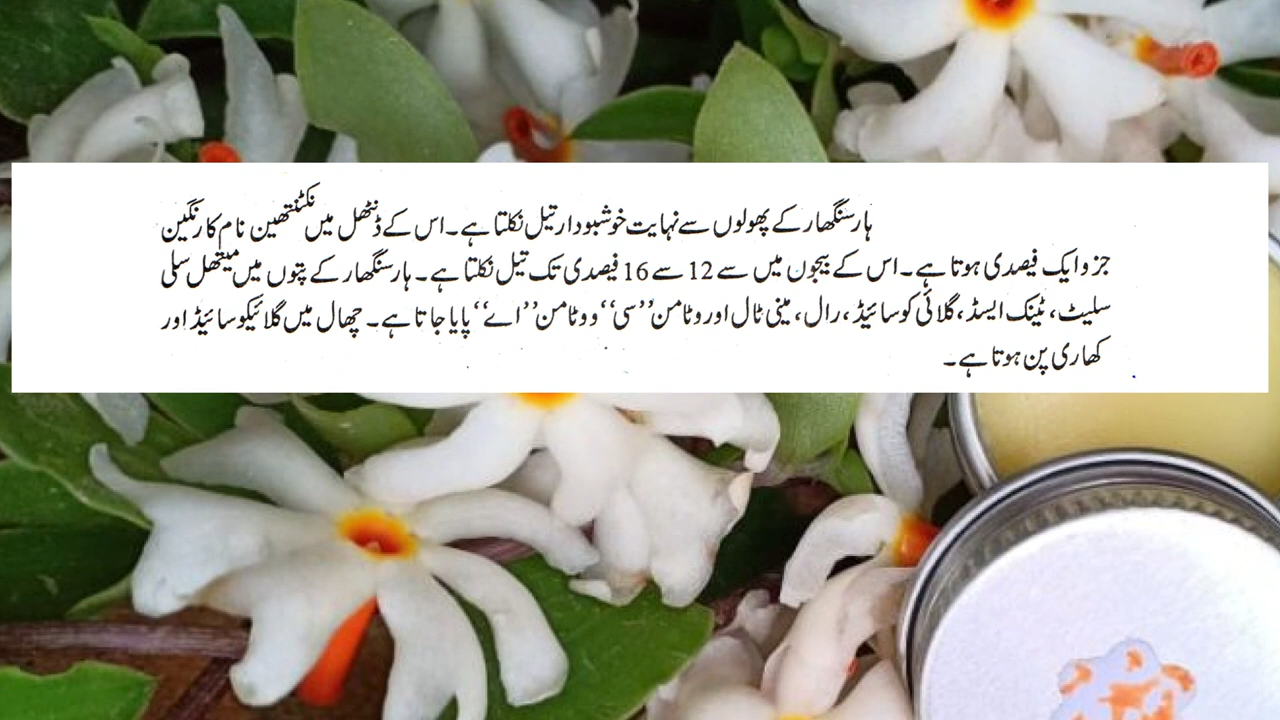 ہارسنگھار کے پھولوں سے نہایت خوشبودار تیل نکلتا ہے۔ اس کے ڈنٹھل میں نکٹنتھین نام کا رنگین
جزو ایک فیصدی ہوتا ہے۔ اس کے بیجوں میں سے 12 سے 16 فیصدی تک تیل نکلتا ہے۔ ہارسنگھار کے پتوں میں میتھل سلی
سلیٹ، ٹینک ایسڈ، گلائی کوسائیڈ، رال، مینی ٹال اور وٹامن ’’سی‘‘ و وٹامن ’’اے‘‘ پایا جاتا ہے۔ چھال میں گلائیکوسائیڈ اور
کھاری پن ہوتا ہے۔